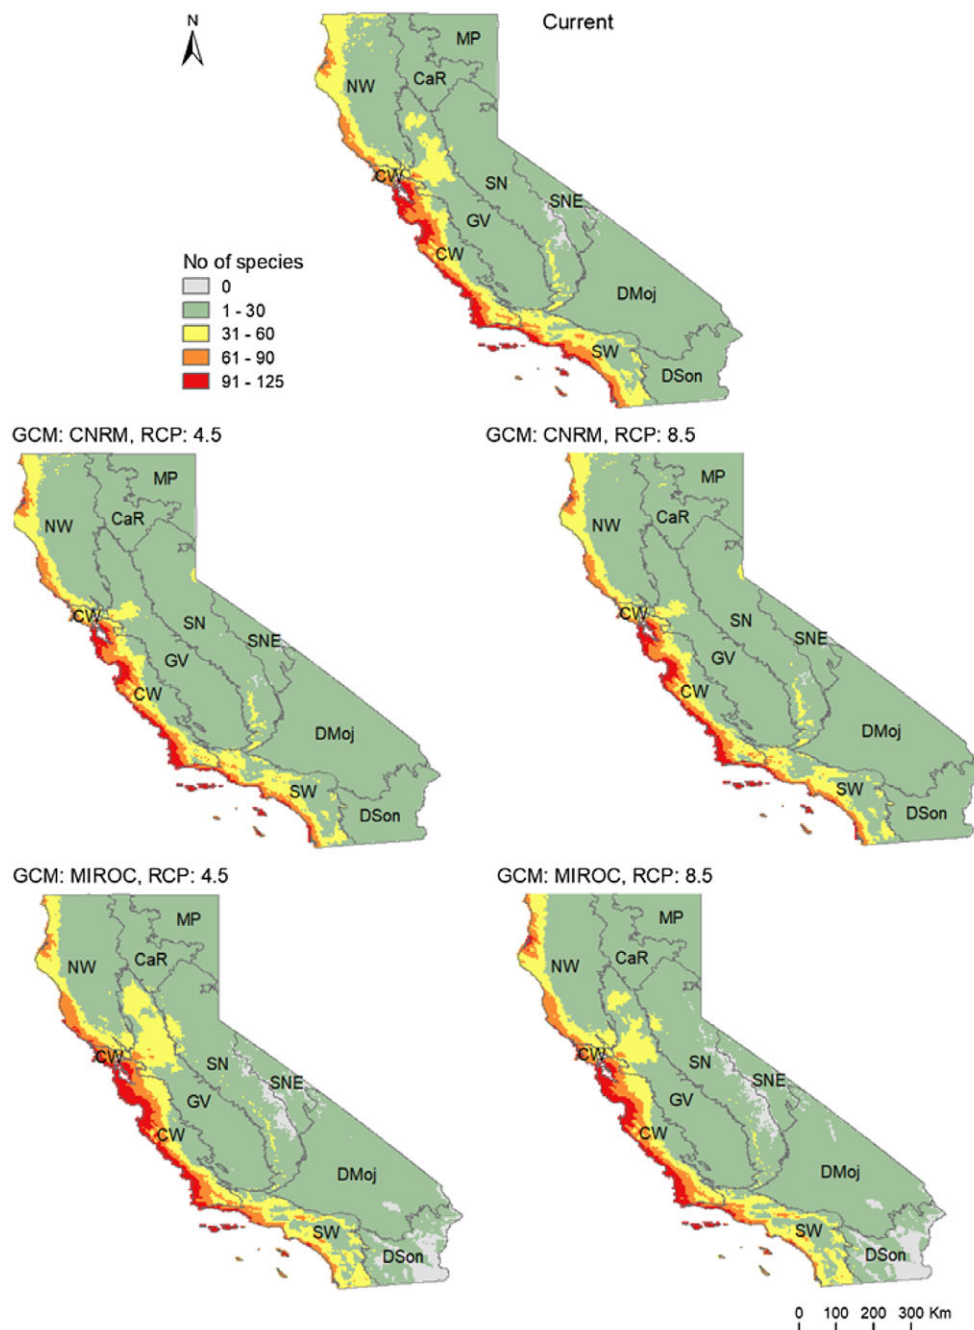 N
Current
MP
CaR
NW
CW
SN
SNE
GV
CW
DMoj
SW
DSon
No of species
0
1 - 30
31 - 60
61 - 90
91 - 125
GCM: CNRM, RCP: 4.5
MP
CaR
NW
CW
SN
SNE
GV
CW
DMoj
SW
DSon
GCM: CNRM, RCP: 8.5
MP
CaR
NW
CW
SN
SNE
GV
CW
DMoj
SW
DSon
GCM: MIROC, RCP: 4.5
MP
CaR
NW
CW
SN
SNE
GV
CW
DMoj
SW
DSon
GCM: MIROC, RCP: 8.5
MP
CaR
NW
CW
SN
SNE
GV
CW
DMoj
SW
DSon
0 100 200 300 Km